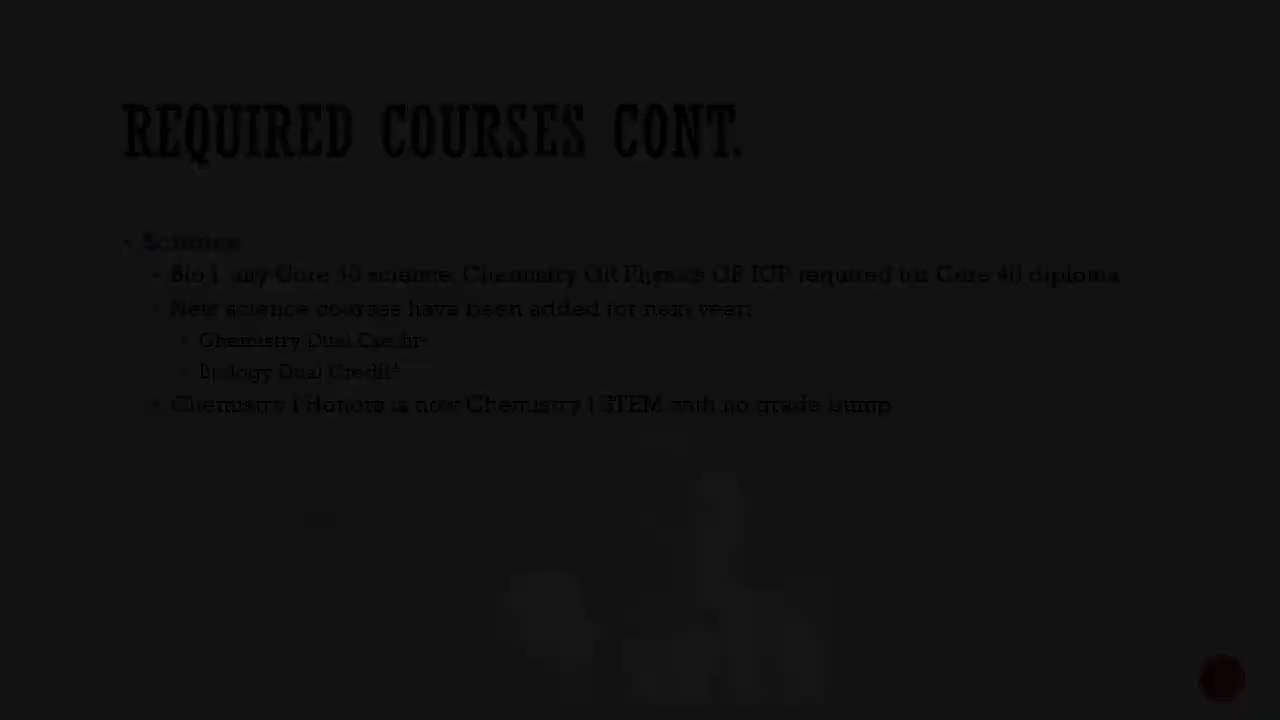 REQUIRED COURSES CONT.
Science
Bio I, any Core 40 science, Chemistry OR Physics OR ICP required for Core 40 diploma
New science courses have been added for next year:
Chemistry Dual Credit*
Biology Dual Credit*
Chemistry I Honors is now Chemistry I STEM with no grade bump